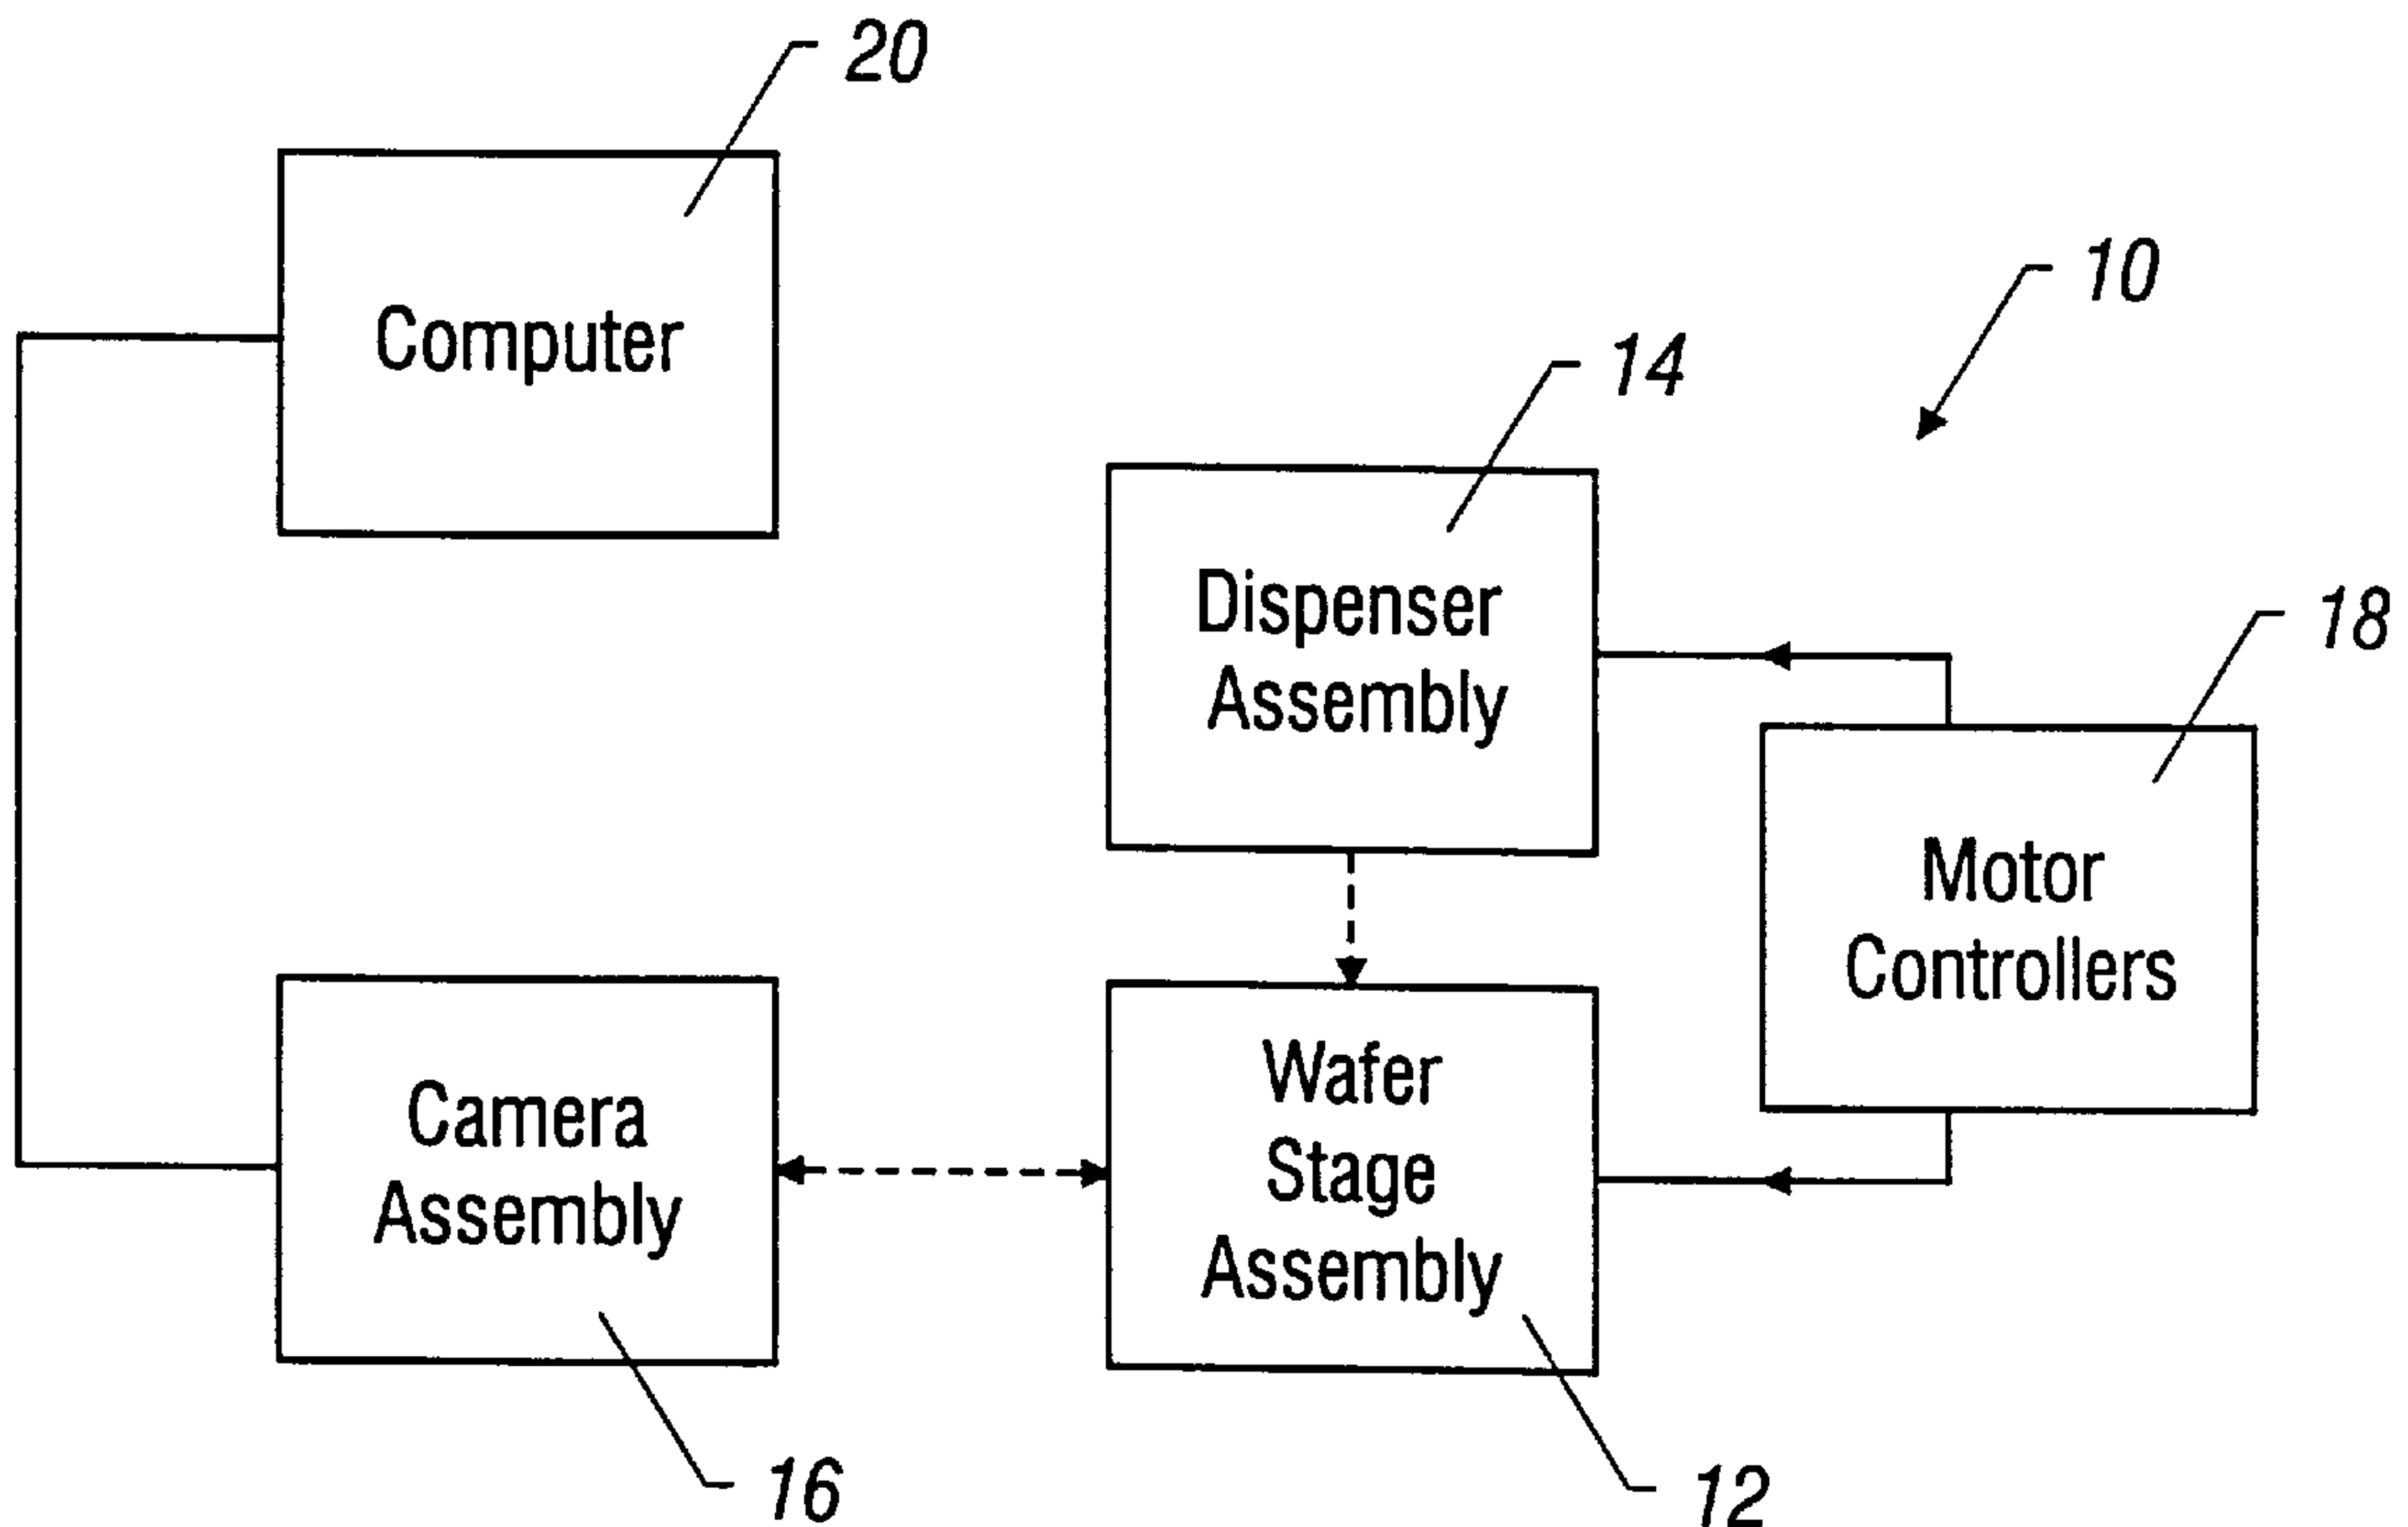 20
Computer
10
14
Dispenser
Assembly
18
Motor
Controllers
Camera
Assembly
16
Wafer
Stage
Assembly
12